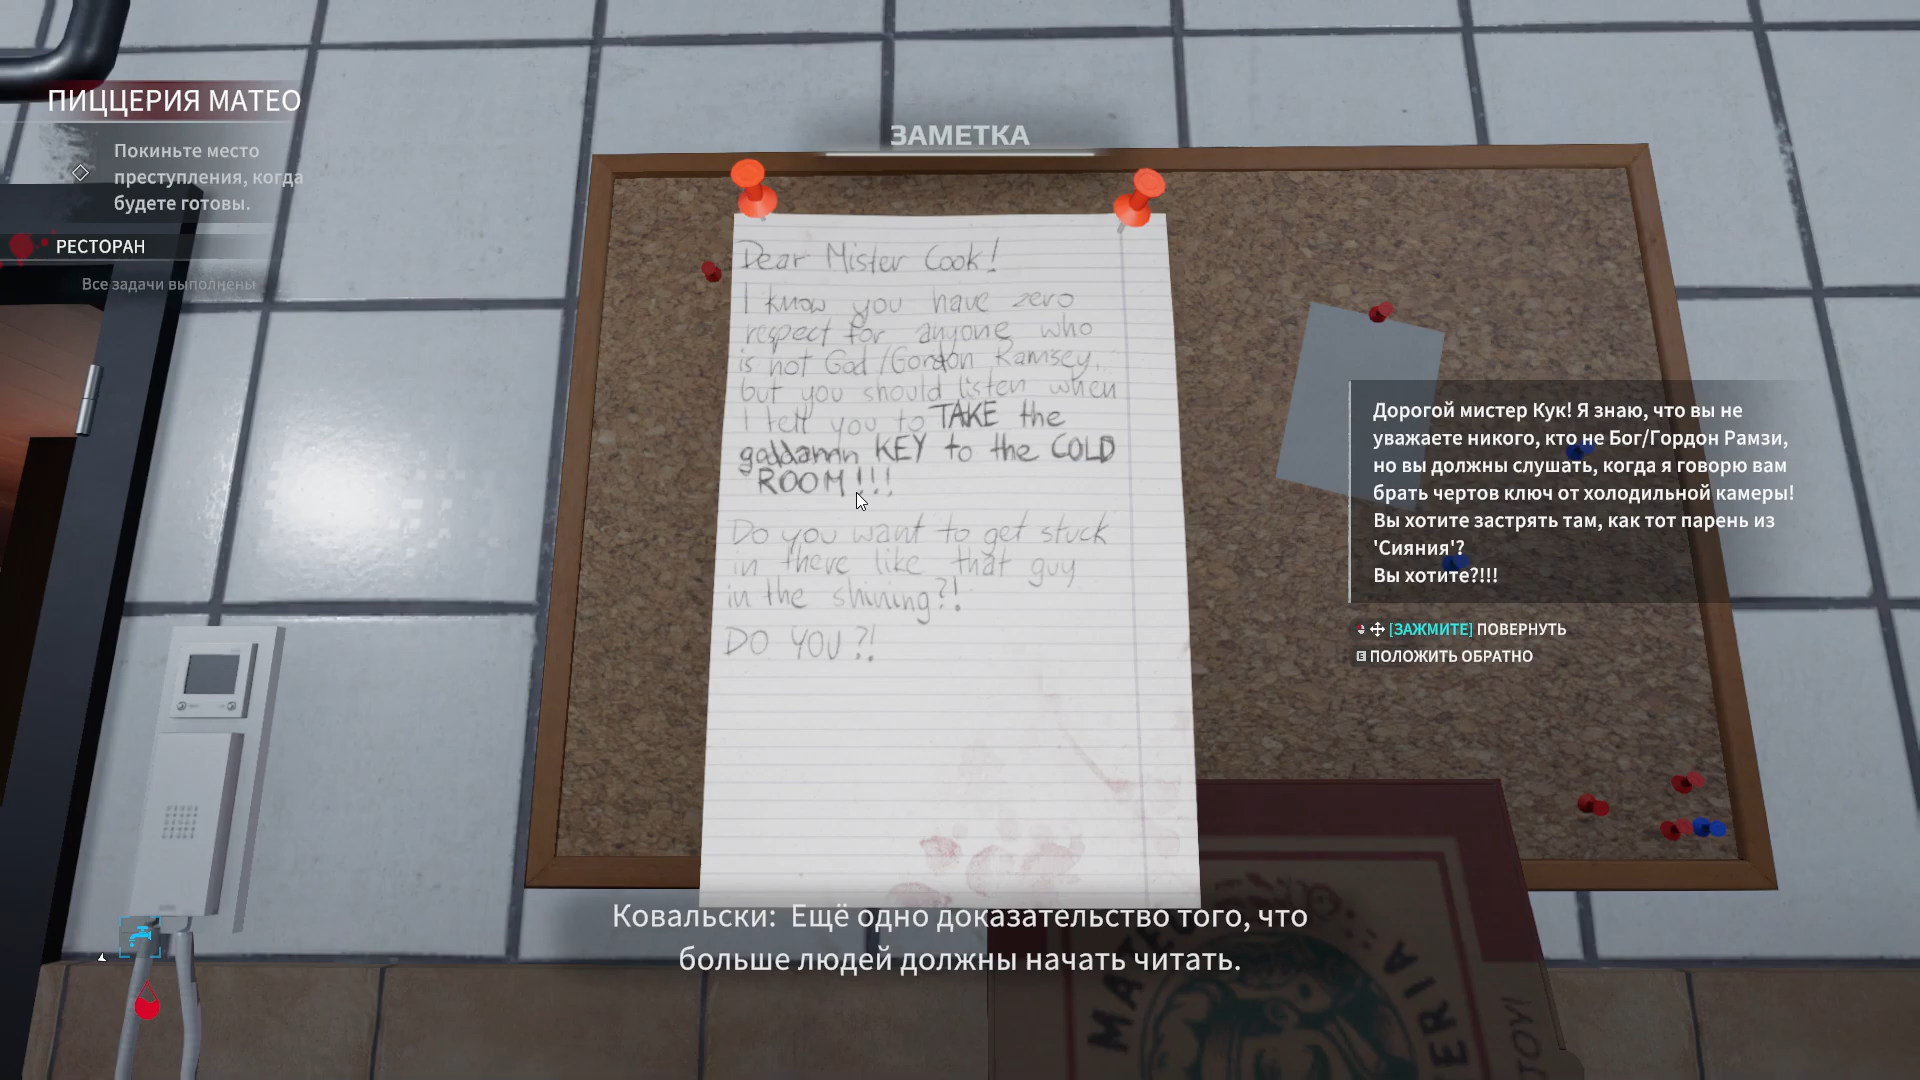 ПИЦЦЕРИЯ МАТЕО
Покиньте место
преступления, когда
будете готовы.
РЕСТОРАН
Все задачи выполнены
ЗАМЕТКА
Dear Mister Cook!
I know you have zero
respect for anyone who
is not God/Gordon Ramsey,
but you should listen when
I tell you to TAKE the
goddamn KEY to the COLD
ROOM!!!
Do you want to get stuck
in there like that guy
in the shining?!
DO YOU?!
Дорогой мистер Кук! Я знаю, что вы не
уважаете никого, кто не Бог/Гордон Рамзи,
но вы должны слушать, когда я говорю вам
брать чертов ключ от холодильной камеры!
Вы хотите застрять там, как тот парень из
'Сияния'?
Вы хотите?!!!
[ЗАЖМИТЕ] ПОВЕРНУТЬ
E ПОЛОЖИТЬ ОБРАТНО
Ковальски: Ещё одно доказательство того, что
больше людей должны начать читать.